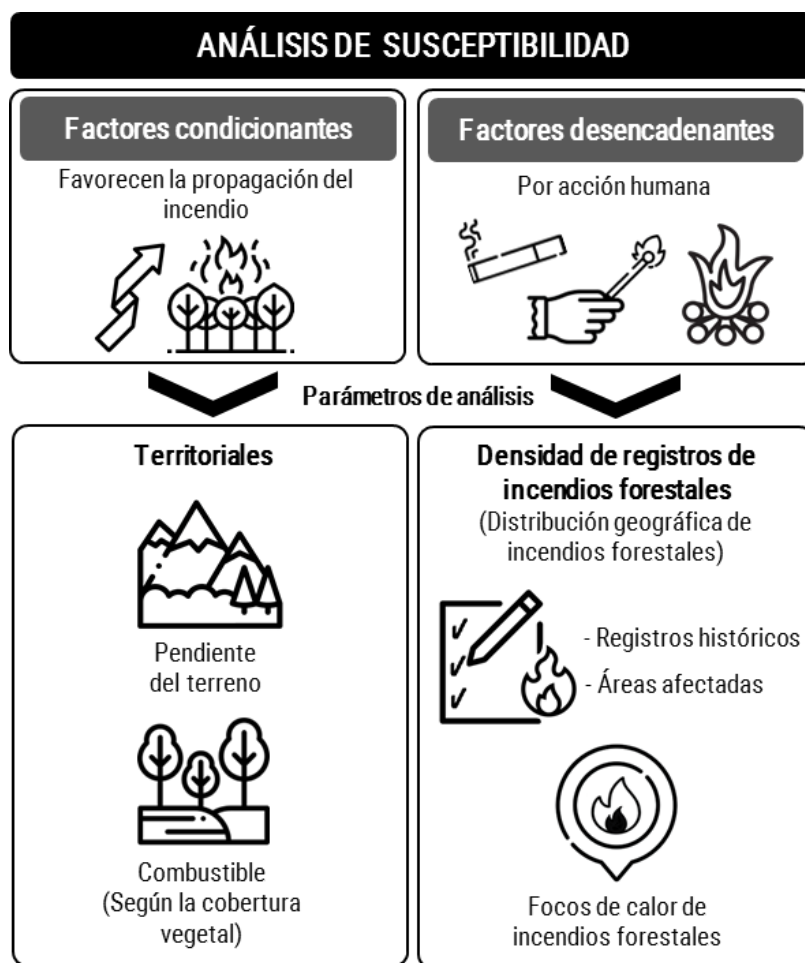 ANÁLISIS DE SUSCEPTIBILIDAD
Factores condicionantes
Favorecen la propagación del
incendio
Factores desencadenantes
Por acción humana
Parámetros de análisis
Territoriales
Pendiente
del terreno
Combustible
(Según la cobertura
vegetal)
Densidad de registros de
incendios forestales
(Distribución geográfica de
incendios forestales)
- Registros históricos
- Áreas afectadas
Focos de calor de
incendios forestales